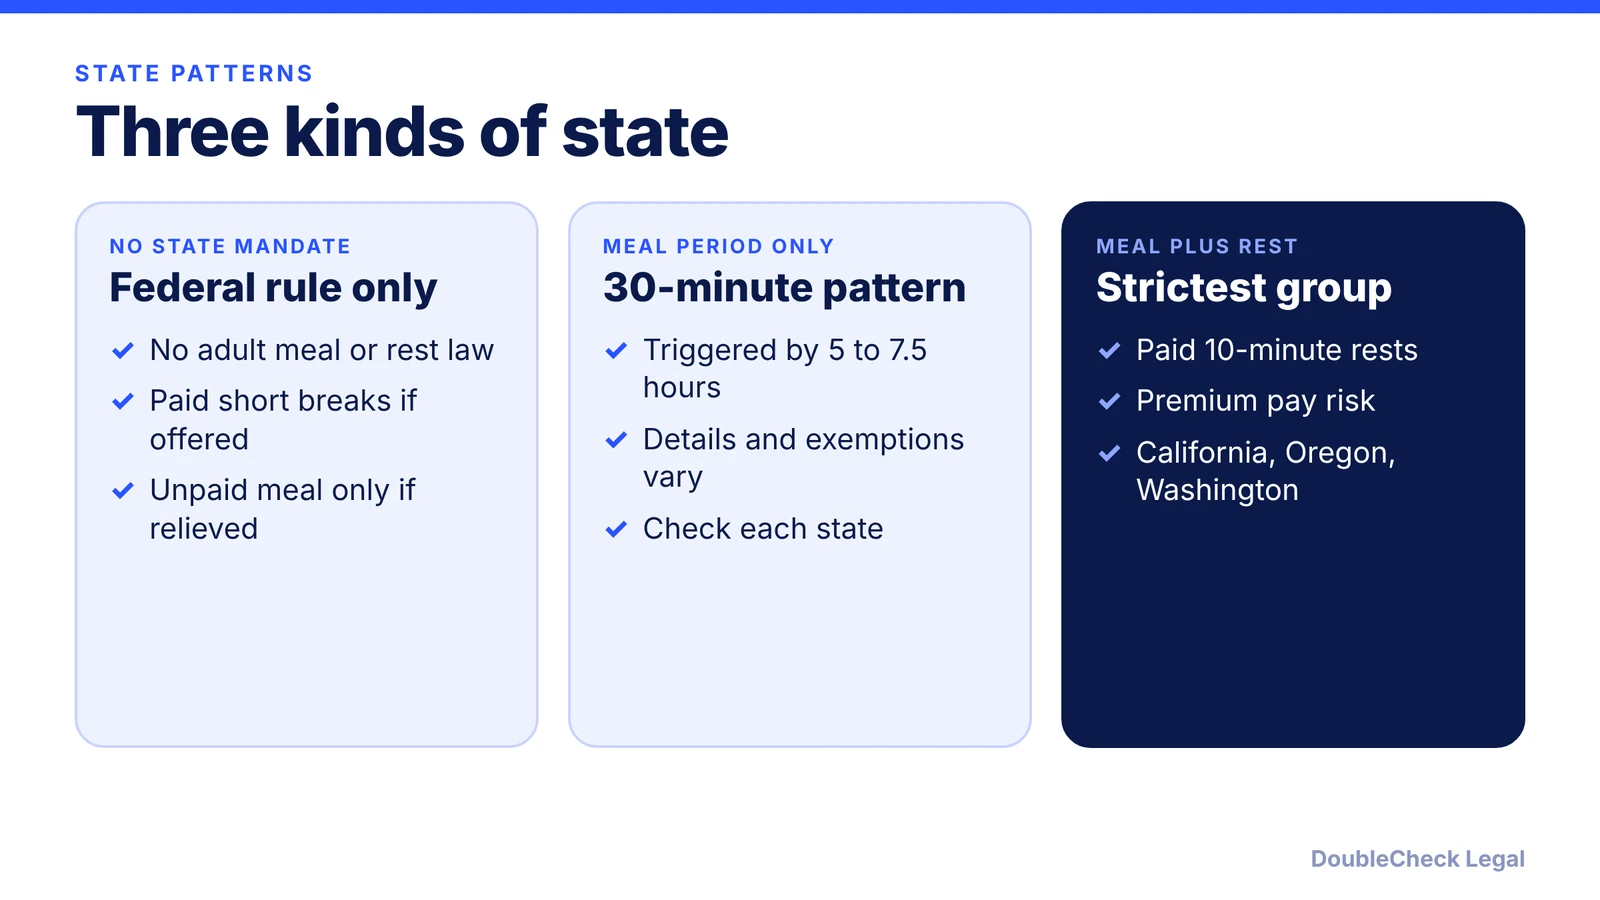 STATE PATTERNS
Three kinds of state
NO STATE MANDATE
Federal rule only
No adult meal or rest law
Paid short breaks if
offered
Unpaid meal only if
relieved
MEAL PERIOD ONLY
30-minute pattern
Triggered by 5 to 7.5
hours
Details and exemptions
vary
Check each state
MEAL PLUS REST
Strictest group
Paid 10-minute rests
Premium pay risk
California, Oregon,
Washington
DoubleCheck Legal